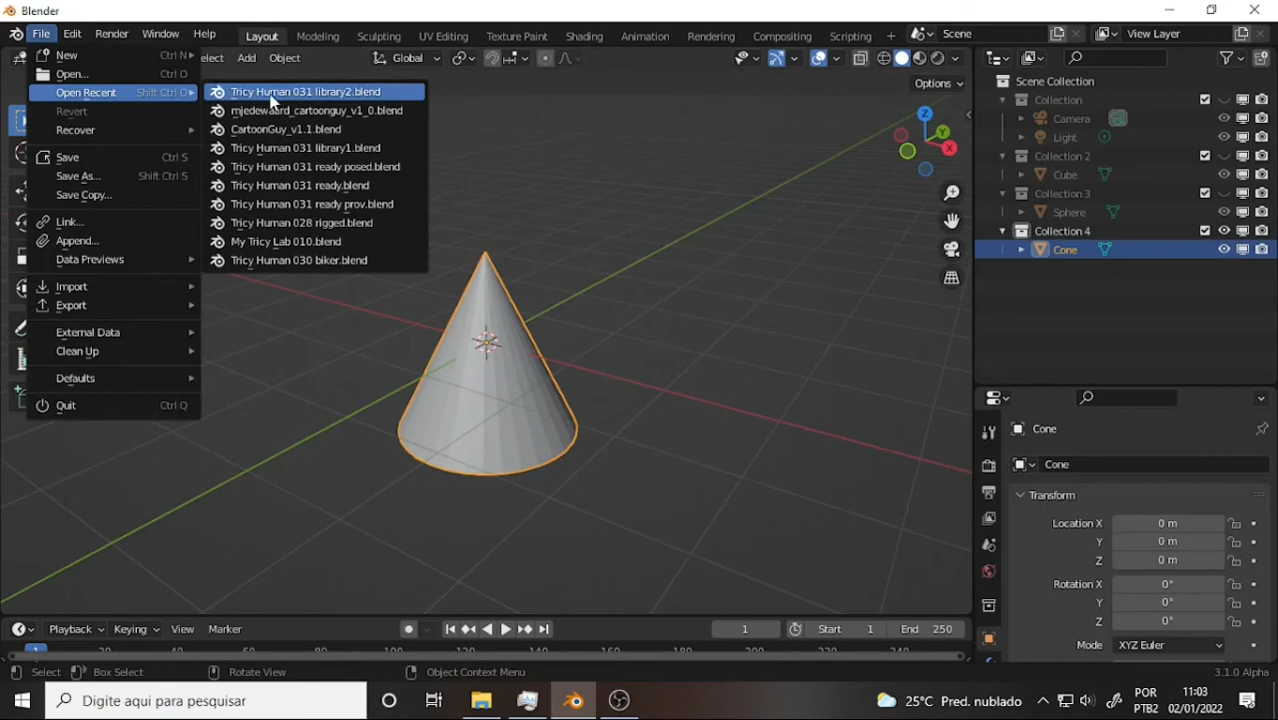 Blender
File Edit Render Window Help Layout Modeling Sculpting UV Editing Texture Paint Shading Animation Rendering Compositing Scripting + Scene View Layer
elect Add Object Global Options
New Ctrl N
Open... Ctrl O
Open Recent Shift Ctrl O
Revert
Recover
Save Ctrl S
Save As... Shift Ctrl S
Save Copy...
Link...
Append...
Data Previews
Import
Export
External Data
Clean Up
Defaults
Quit Ctrl Q
Tricy Human 031 library2.blend
mjedewaard_cartoonguy_v1_0.blend
CartoonGuy_v1.1.blend
Tricy Human 031 library1.blend
Tricy Human 031 ready posed.blend
Tricy Human 031 ready.blend
Tricy Human 031 ready prov.blend
Tricy Human 028 rigged.blend
My Tricy Lab 010.blend
Tricy Human 030 biker.blend
Z
Y
X
Scene Collection
Collection
Camera
Light
Collection 2
Cube
Collection 3
Sphere
Collection 4
Cone
Cone
Cone
Transform
Location X 0 m
Y 0 m
Z 0 m
Rotation X 0°
Y 0°
Z 0°
Mode XYZ Euler
Playback Keying View Marker 1 Start 1 End 250
Select Box Select Rotate View Object Context Menu 3.1.0 Alpha
Digite aqui para pesquisar 25°C Pred. nublado POR 11:03
PTB2 02/01/2022